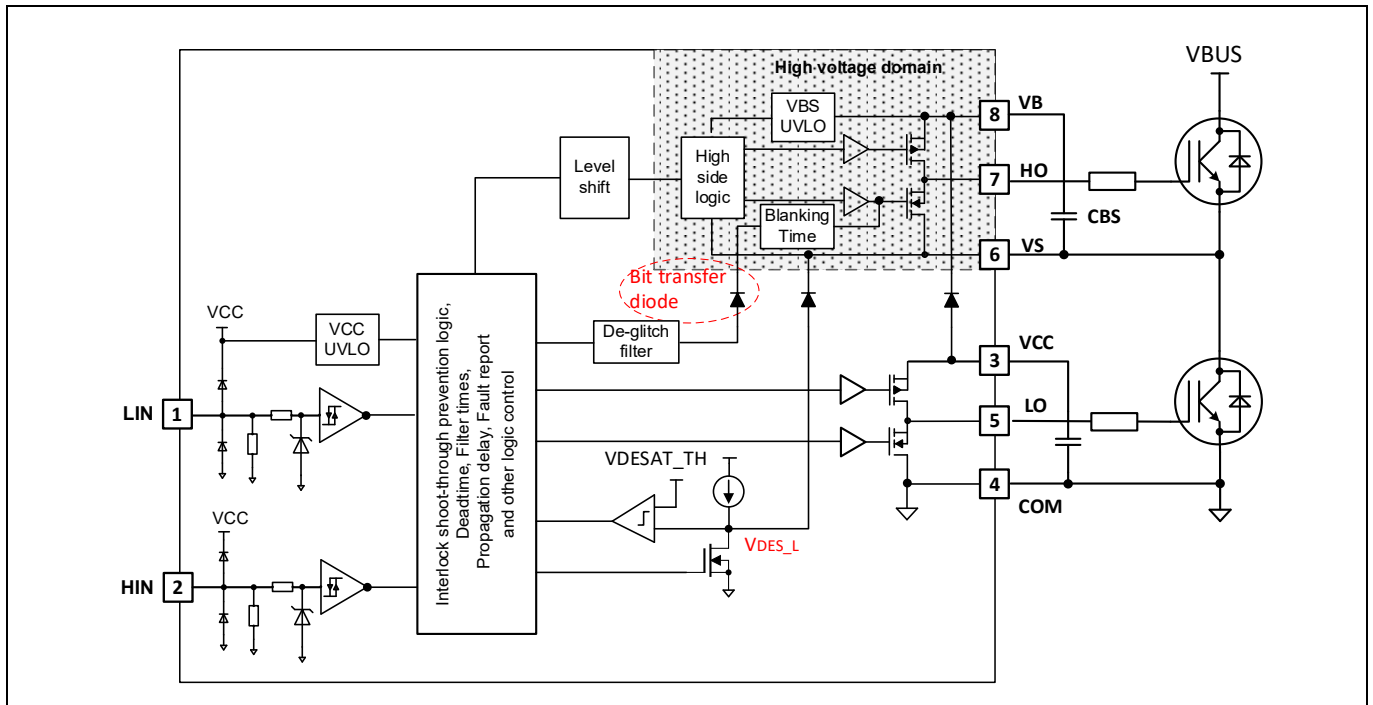 High voltage domain
VBUS
VBS
UVLO
8
VB
Level
shift
High
side
logic
7
HO
Blanking
Time
CBS
6
VS
Bit transfer
diode
VCC
VCC
UVLO
De-glitch
filter
VCC
3
LIN
1
LO
5
Interlock shoot-through prevention logic,
Deadtime, Filter times,
Propagation delay, Fault report
and other logic control
VDESAT_TH
4
COM
VCC
VDES_L
HIN
2